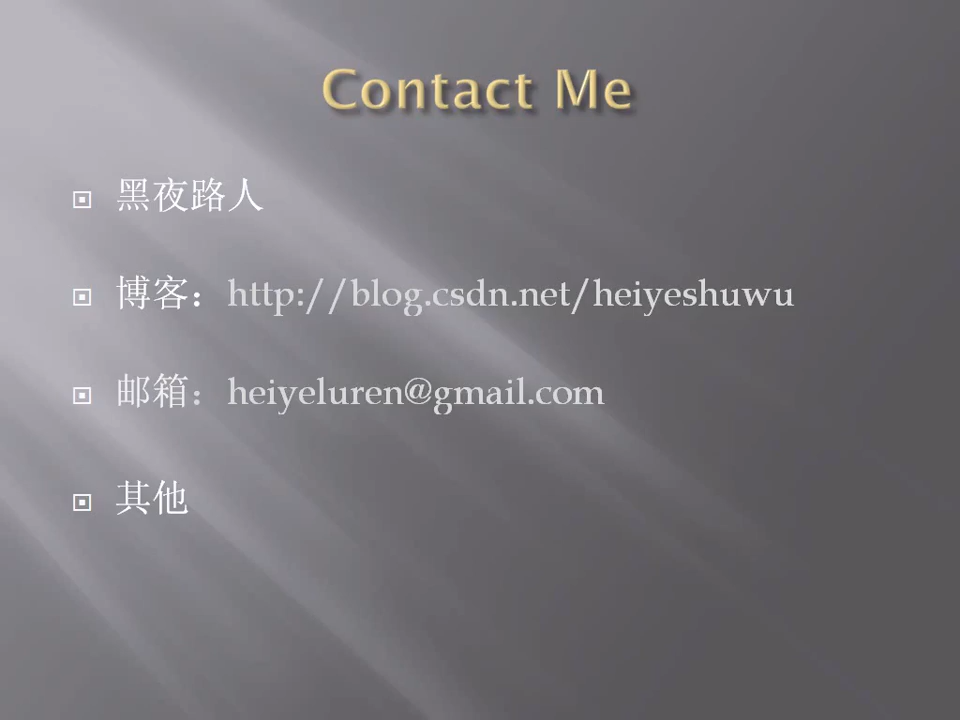 Contact Me
黑夜路人
博客：http://blog.csdn.net/heiyeshuwu
邮箱：heiyeluren@gmail.com
其他